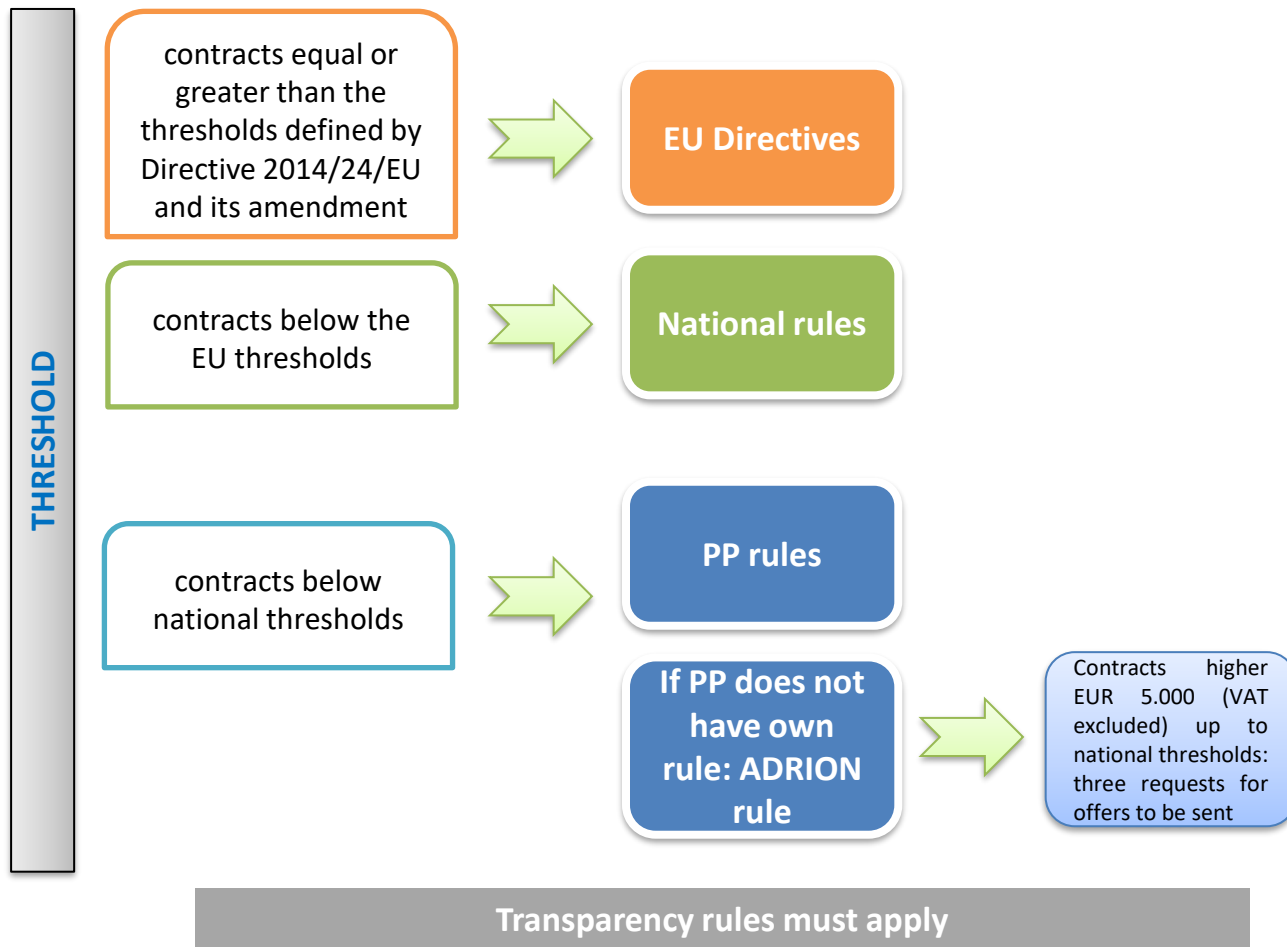 THRESHOLD
contracts equal or
greater than the
thresholds defined by
Directive 2014/24/EU
and its amendment
EU Directives
contracts below the
EU thresholds
National rules
contracts below
national thresholds
PP rules
If PP does not
have own
rule: ADRION
rule
Contracts higher
EUR 5.000 (VAT
excluded) up to
national thresholds:
three requests for
offers to be sent
Transparency rules must apply